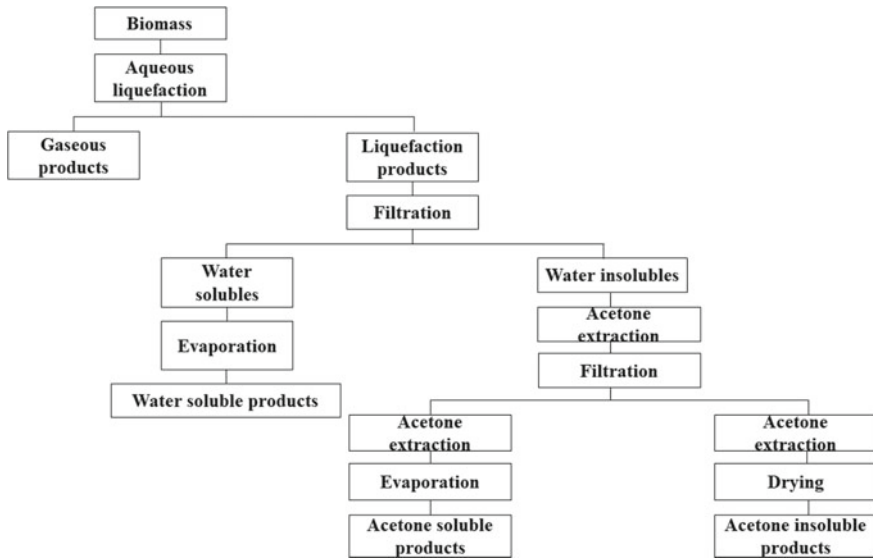 Biomass
Aqueous
liquefaction
Gaseous
products
Liquefaction
products
Filtration
Water
solubles
Water insolubles
Acetone
extraction
Evaporation
Filtration
Water soluble products
Acetone
extraction
Acetone
extraction
Evaporation
Drying
Acetone soluble
products
Acetone insoluble
products